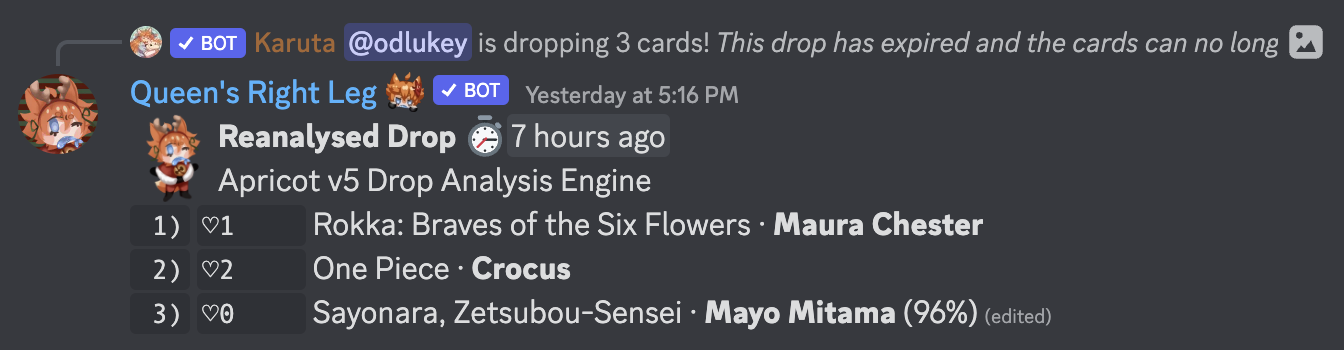 ✓ BOT Karuta @odlukey is dropping 3 cards! This drop has expired and the cards can no long
Queen's Right Leg ✓ BOT Yesterday at 5:16 PM
Reanalysed Drop 7 hours ago
Apricot v5 Drop Analysis Engine
1) ♡1 Rokka: Braves of the Six Flowers · Maura Chester
2) ♡2 One Piece · Crocus
3) ♡0 Sayonara, Zetsubou-Sensei · Mayo Mitama (96%) (edited)